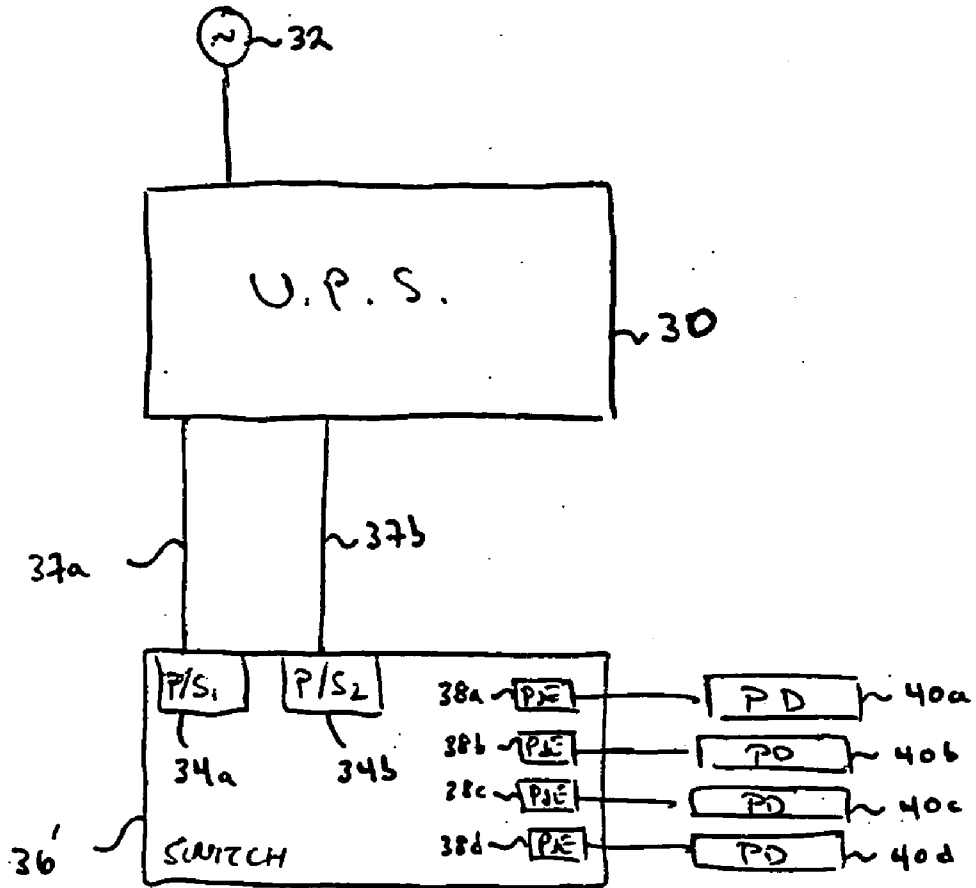 32
U.P.S.
30
37a
37b
P/S1
P/S2
34a
34b
38a PSE PD 40a
38b PSE PD 40b
38c PSE PD 40c
38d PSE PD 40d
36'
SWITCH